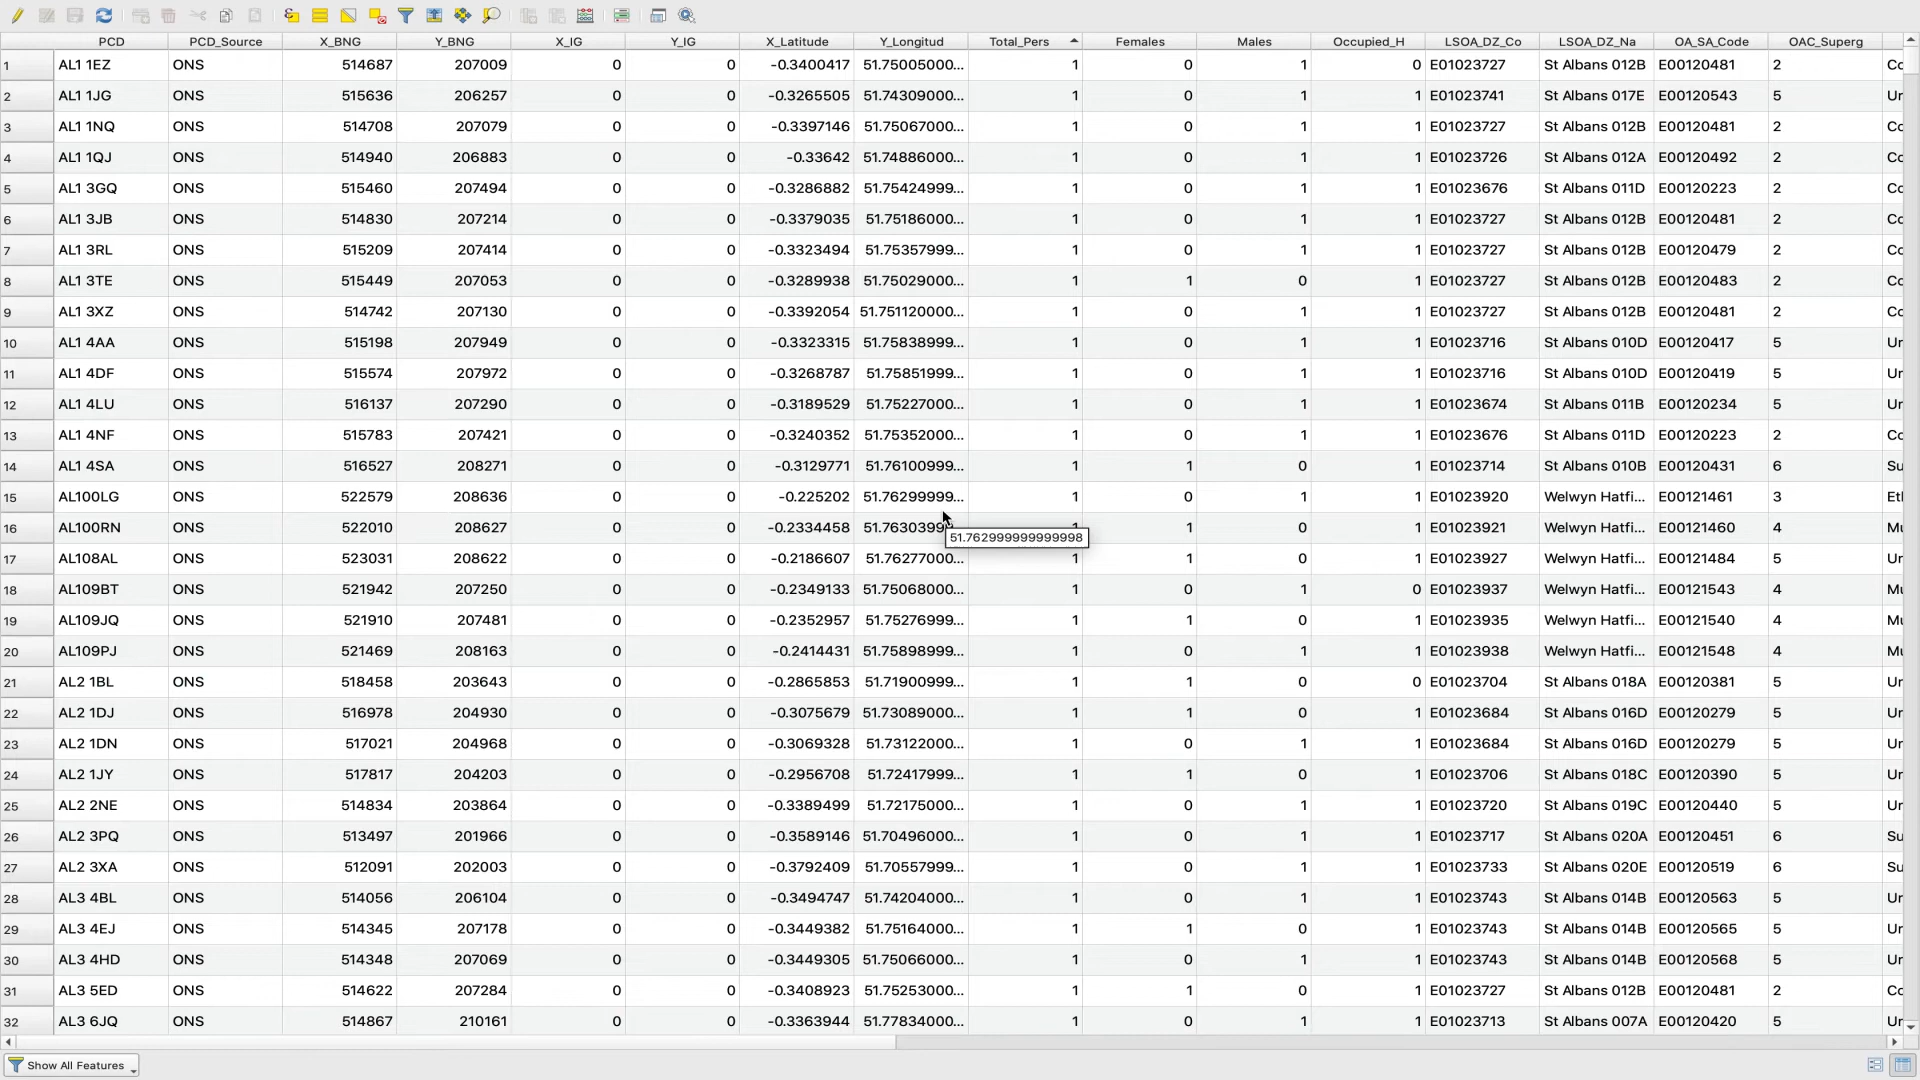 PCD PCD_Source X_BNG Y_BNG X_IG Y_IG X_Latitude Y_Longitud Total_Pers Females Males Occupied_H LSOA_DZ_Co LSOA_DZ_Na OA_SA_Code OAC_Superg
1 AL1 1EZ ONS 514687 207009 0 0 -0.3400417 51.75005000... 1 0 1 0 E01023727 St Albans 012B E00120481 2 Co
2 AL1 1JG ONS 515636 206257 0 0 -0.3265505 51.74309000... 1 0 1 1 E01023741 St Albans 017E E00120543 5 Ur
3 AL1 1NQ ONS 514708 207079 0 0 -0.3397146 51.75067000... 1 0 1 1 E01023727 St Albans 012B E00120481 2 Co
4 AL1 1QJ ONS 514940 206883 0 0 -0.33642 51.74886000... 1 0 1 1 E01023726 St Albans 012A E00120492 2 Co
5 AL1 3GQ ONS 515460 207494 0 0 -0.3286882 51.75424999... 1 0 1 1 E01023676 St Albans 011D E00120223 2 Co
6 AL1 3JB ONS 514830 207214 0 0 -0.3379035 51.75186000... 1 0 1 1 E01023727 St Albans 012B E00120481 2 Co
7 AL1 3RL ONS 515209 207414 0 0 -0.3323494 51.75357999... 1 0 1 1 E01023727 St Albans 012B E00120479 2 Co
8 AL1 3TE ONS 515449 207053 0 0 -0.3289938 51.75029000... 1 1 0 1 E01023727 St Albans 012B E00120483 2 Co
9 AL1 3XZ ONS 514742 207130 0 0 -0.3392054 51.751120000... 1 0 1 1 E01023727 St Albans 012B E00120481 2 Co
10 AL1 4AA ONS 515198 207949 0 0 -0.3323315 51.75838999... 1 0 1 1 E01023716 St Albans 010D E00120417 5 Ur
11 AL1 4DF ONS 515574 207972 0 0 -0.3268787 51.75851999... 1 0 1 1 E01023716 St Albans 010D E00120419 5 Ur
12 AL1 4LU ONS 516137 207290 0 0 -0.3189529 51.75227000... 1 0 1 1 E01023674 St Albans 011B E00120234 5 Ur
13 AL1 4NF ONS 515783 207421 0 0 -0.3240352 51.75352000... 1 0 1 1 E01023676 St Albans 011D E00120223 2 Co
14 AL1 4SA ONS 516527 208271 0 0 -0.3129771 51.76100999... 1 1 0 1 E01023714 St Albans 010B E00120431 6 Su
15 AL100LG ONS 522579 208636 0 0 -0.225202 51.76299999... 1 0 1 1 E01023920 Welwyn Hatfi... E00121461 3 Etl
16 AL100RN ONS 522010 208627 0 0 -0.2334458 51.76303999... 1 1 0 1 E01023921 Welwyn Hatfi... E00121460 4 Mu
51.762999999999998
17 AL108AL ONS 523031 208622 0 0 -0.2186607 51.76277000... 1 1 0 1 E01023927 Welwyn Hatfi... E00121484 5 Ur
18 AL109BT ONS 521942 207250 0 0 -0.2349133 51.75068000... 1 0 1 0 E01023937 Welwyn Hatfi... E00121543 4 Mu
19 AL109JQ ONS 521910 207481 0 0 -0.2352957 51.75276999... 1 1 0 1 E01023935 Welwyn Hatfi... E00121540 4 Mu
20 AL109PJ ONS 521469 208163 0 0 -0.2414431 51.75898999... 1 0 1 1 E01023938 Welwyn Hatfi... E00121548 4 Mu
21 AL2 1BL ONS 518458 203643 0 0 -0.2865853 51.71900999... 1 1 0 0 E01023704 St Albans 018A E00120381 5 Ur
22 AL2 1DJ ONS 516978 204930 0 0 -0.3075679 51.73089000... 1 1 0 1 E01023684 St Albans 016D E00120279 5 Ur
23 AL2 1DN ONS 517021 204968 0 0 -0.3069328 51.73122000... 1 0 1 1 E01023684 St Albans 016D E00120279 5 Ur
24 AL2 1JY ONS 517817 204203 0 0 -0.2956708 51.72417999... 1 1 0 1 E01023706 St Albans 018C E00120390 5 Ur
25 AL2 2NE ONS 514834 203864 0 0 -0.3389499 51.72175000... 1 0 1 1 E01023720 St Albans 019C E00120440 5 Ur
26 AL2 3PQ ONS 513497 201966 0 0 -0.3589146 51.70496000... 1 0 1 1 E01023717 St Albans 020A E00120451 6 Su
27 AL2 3XA ONS 512091 202003 0 0 -0.3792409 51.70557999... 1 0 1 1 E01023733 St Albans 020E E00120519 6 Su
28 AL3 4BL ONS 514056 206104 0 0 -0.3494747 51.74204000... 1 0 1 1 E01023743 St Albans 014B E00120563 5 Ur
29 AL3 4EJ ONS 514345 207178 0 0 -0.3449382 51.75164000... 1 1 0 1 E01023743 St Albans 014B E00120565 5 Ur
30 AL3 4HD ONS 514348 207069 0 0 -0.3449305 51.75066000... 1 0 1 1 E01023743 St Albans 014B E00120568 5 Ur
31 AL3 5ED ONS 514622 207284 0 0 -0.3408923 51.75253000... 1 1 0 1 E01023727 St Albans 012B E00120481 2 Co
32 AL3 6JQ ONS 514867 210161 0 0 -0.3363944 51.77834000... 1 0 1 1 E01023713 St Albans 007A E00120420 5 Ur
Show All Features